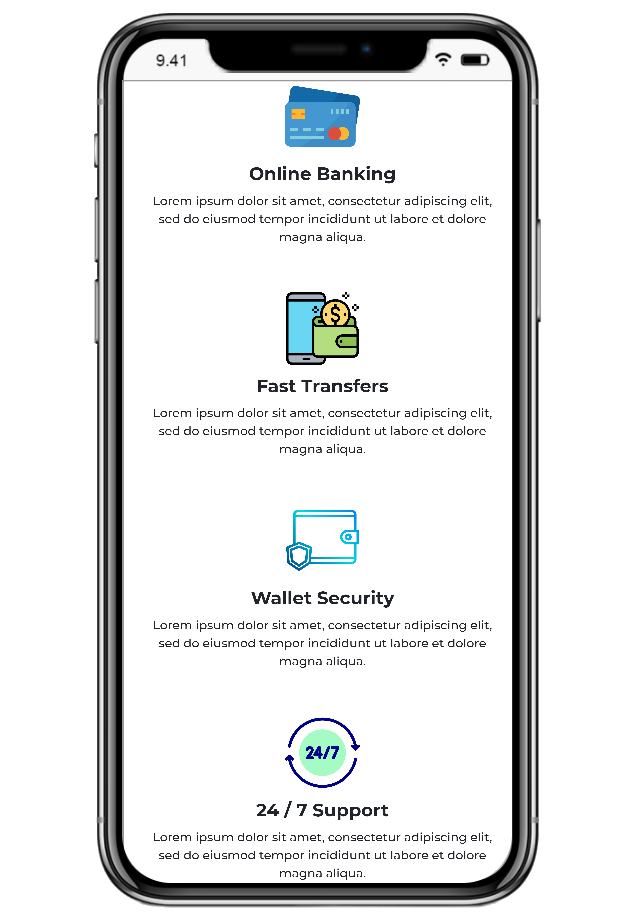 9.41
Online Banking
Lorem ipsum dolor sit amet, consectetur adipiscing elit,
sed do eiusmod tempor incididunt ut labore et dolore
magna aliqua.
Fast Transfers
Lorem ipsum dolor sit amet, consectetur adipiscing elit,
sed do eiusmod tempor incididunt ut labore et dolore
magna aliqua.
Wallet Security
Lorem ipsum dolor sit amet, consectetur adipiscing elit,
sed do eiusmod tempor incididunt ut labore et dolore
magna aliqua.
24/7
24 / 7 Support
Lorem ipsum dolor sit amet, consectetur adipiscing elit,
sed do eiusmod tempor incididunt ut labore et dolore
magna aliqua.